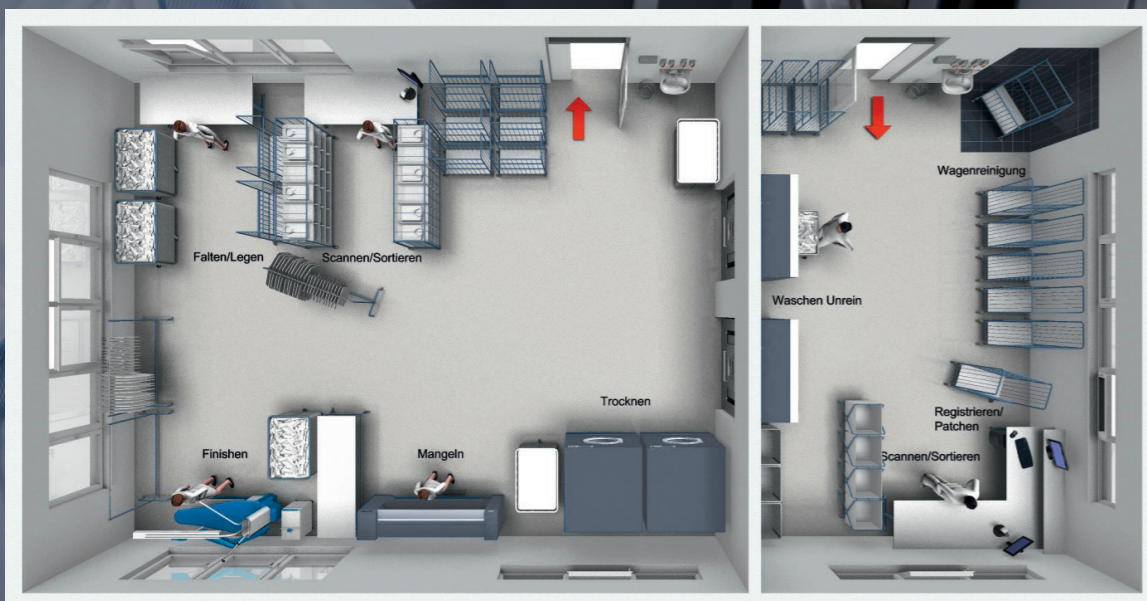 Wagenreinigung
Falten/Legen
Scannen/Sortieren
Waschen Unrein
Trocknen
Registrieren/
Patchen
Finishen
Mangeln
Scannen/Sortieren